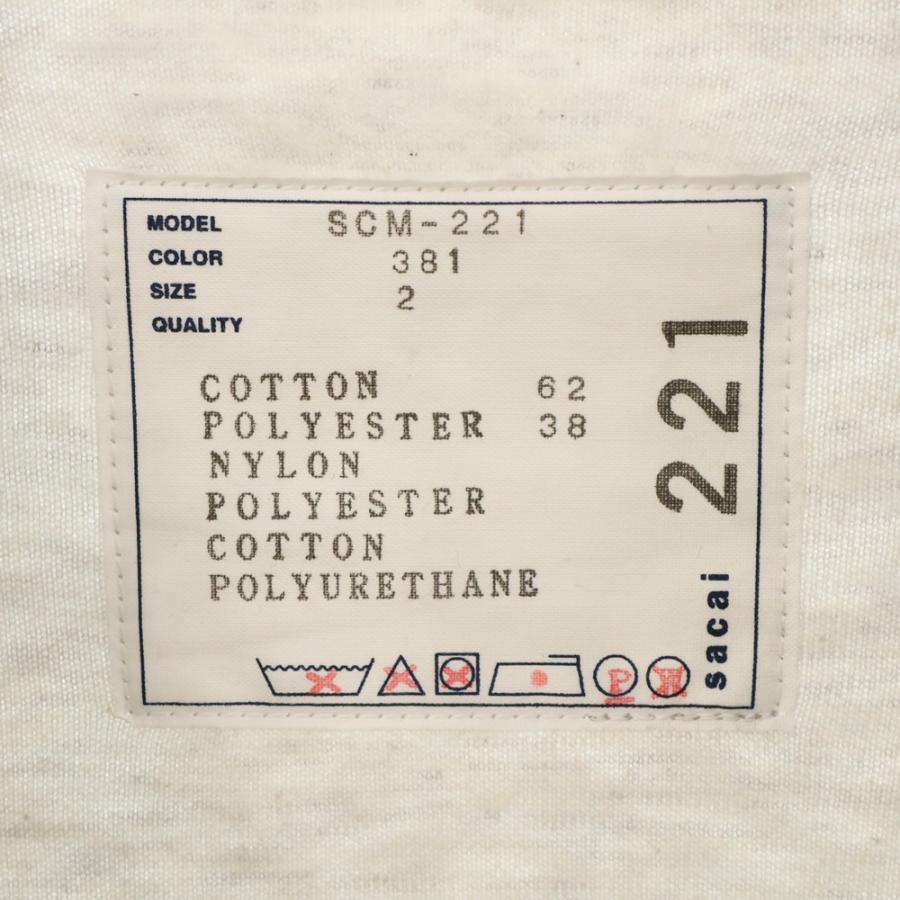 MODEL SCM-221
COLOR 381
SIZE 2
QUALITY
COTTON 62
POLYESTER 38
NYLON
POLYESTER
COTTON
POLYURETHANE
221
sacai
P
W